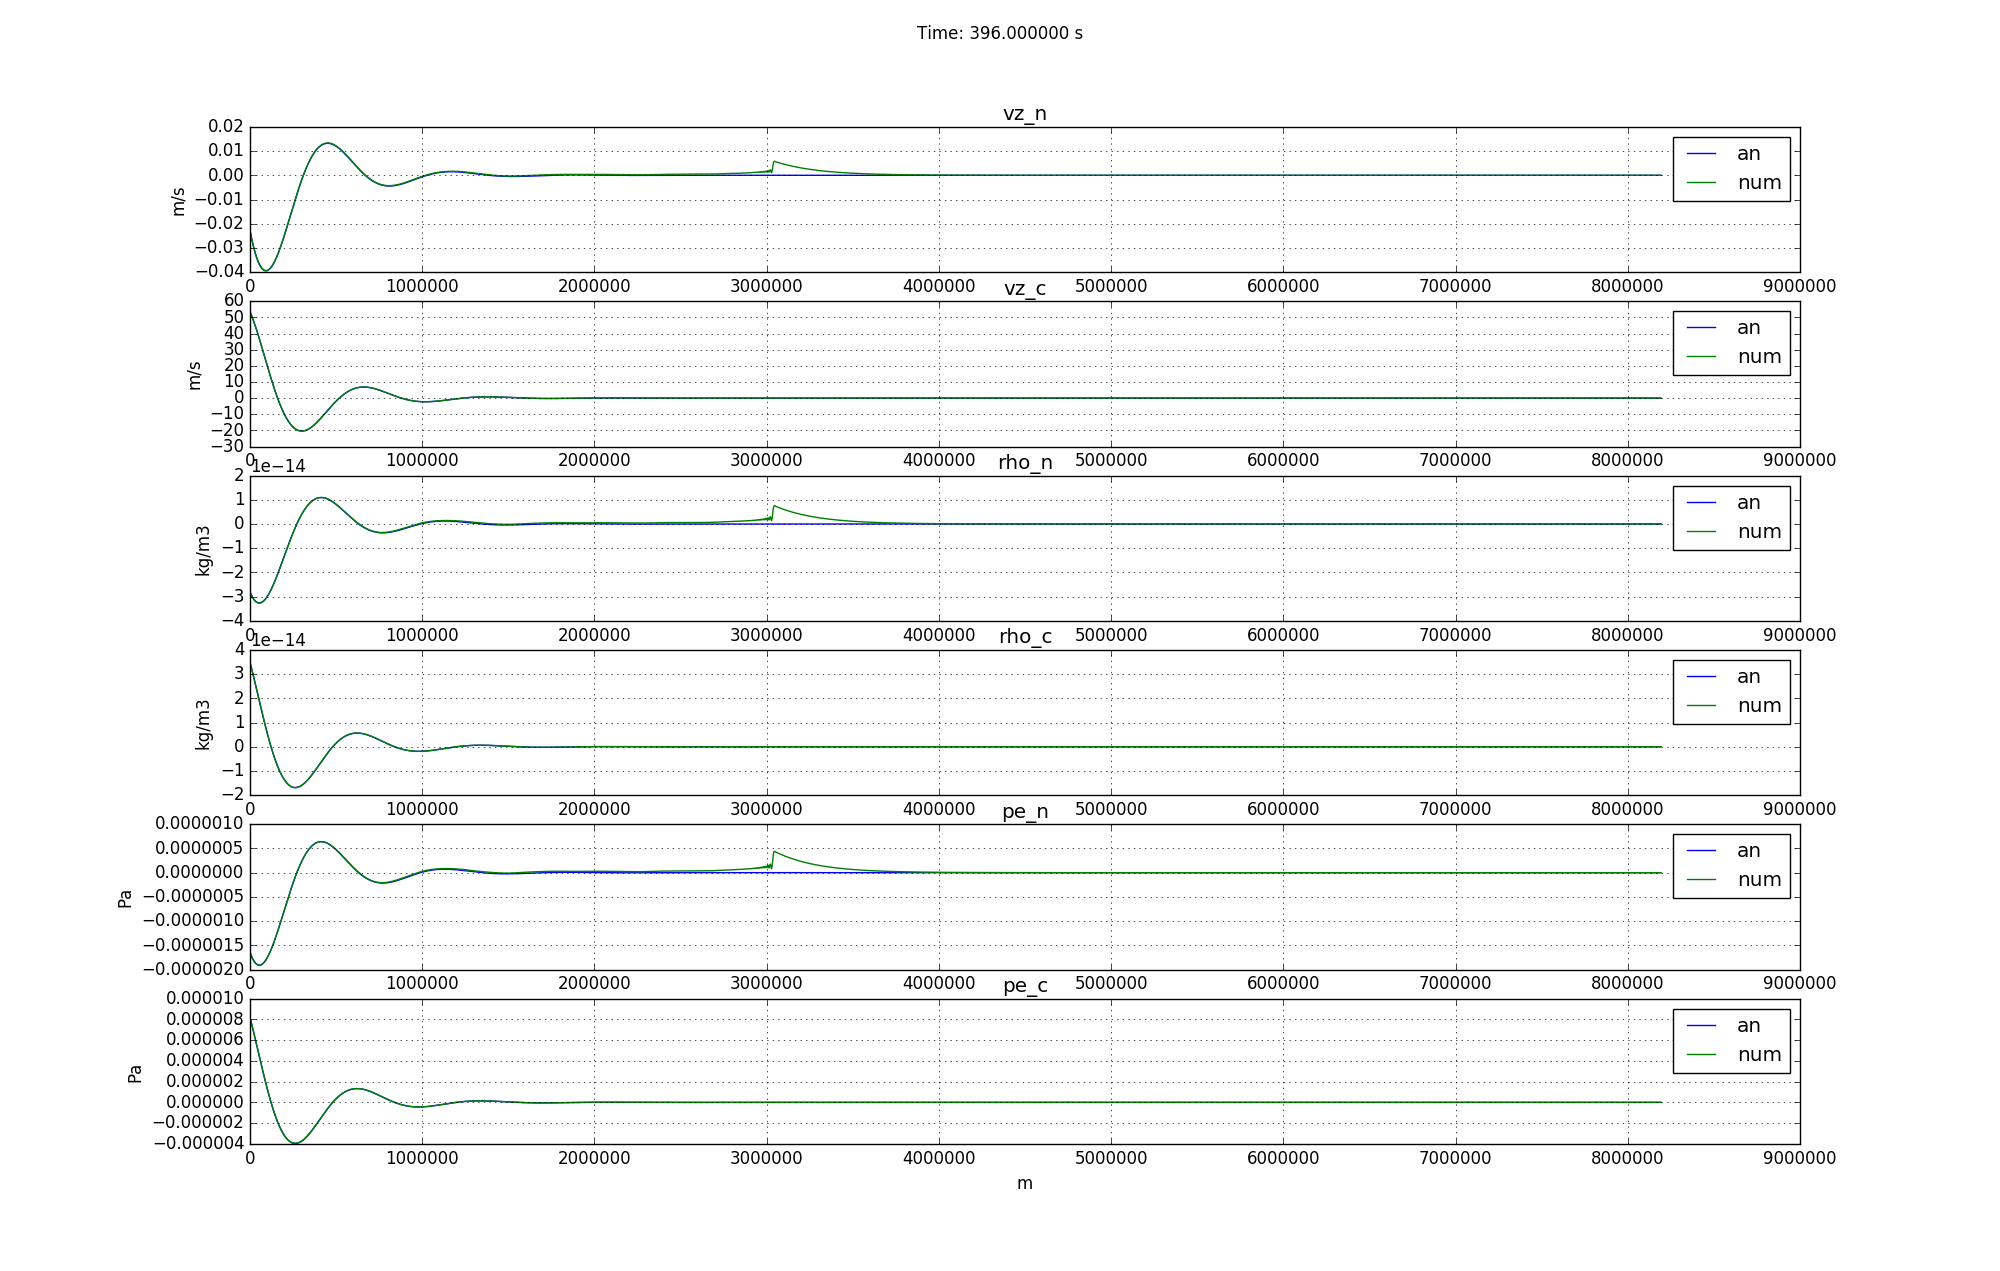 Time: 396.000000 s
vz_n
0.02
0.01
0.00
−0.01
−0.02
−0.03
−0.04
m/s
an
num
0 1000000 2000000 3000000 4000000 5000000 6000000 7000000 8000000 9000000
vz_c
60
50
40
30
20
10
0
−10
−20
−30
m/s
an
num
0 1000000 2000000 3000000 4000000 5000000 6000000 7000000 8000000 9000000
1e−14
rho_n
2
1
0
−1
−2
−3
−4
kg/m3
an
num
0 1000000 2000000 3000000 4000000 5000000 6000000 7000000 8000000 9000000
1e−14
rho_c
4
3
2
1
0
−1
−2
kg/m3
an
num
0 1000000 2000000 3000000 4000000 5000000 6000000 7000000 8000000 9000000
pe_n
0.0000010
0.0000005
0.0000000
−0.0000005
−0.0000010
−0.0000015
−0.0000020
Pa
an
num
0 1000000 2000000 3000000 4000000 5000000 6000000 7000000 8000000 9000000
pe_c
0.000010
0.000008
0.000006
0.000004
0.000002
0.000000
−0.000002
−0.000004
Pa
an
num
0 1000000 2000000 3000000 4000000 5000000 6000000 7000000 8000000 9000000
m